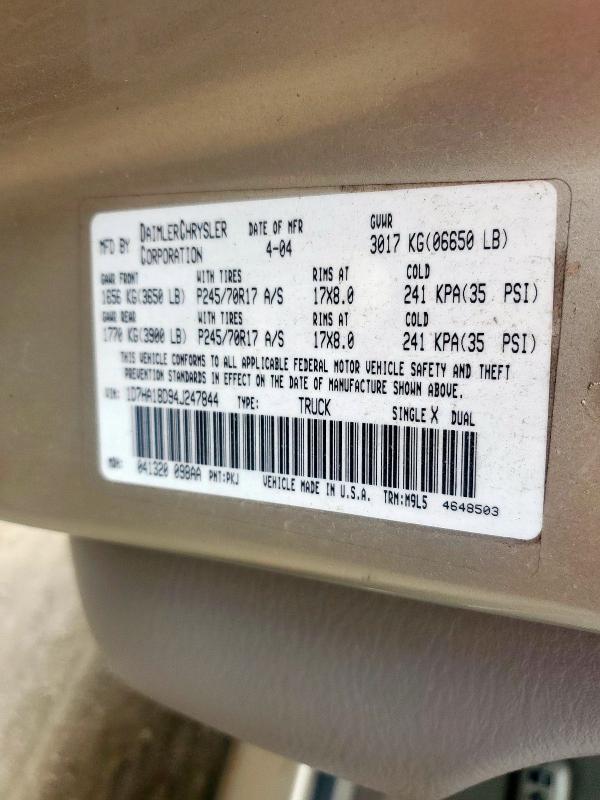 MFD BY DAIMLERCHRYSLER CORPORATION DATE OF MFR 4-04 GVWR 3017 KG(06650 LB)
GAWR FRONT WITH TIRES RIMS AT COLD
1656 KG(3650 LB) P245/70R17 A/S 17X8.0 241 KPA(35 PSI)
GAWR REAR WITH TIRES RIMS AT COLD
1770 KG(3900 LB) P245/70R17 A/S 17X8.0 241 KPA(35 PSI)
THIS VEHICLE CONFORMS TO ALL APPLICABLE FEDERAL MOTOR VEHICLE SAFETY AND THEFT
PREVENTION STANDARDS IN EFFECT ON THE DATE OF MANUFACTURE SHOWN ABOVE.
VIN: 1D7HA18D94J247844 TYPE: TRUCK SINGLE X DUAL
MDH: 041320 098AA PNT:PKJ VEHICLE MADE IN U.S.A. TRM:M9L5 4648503